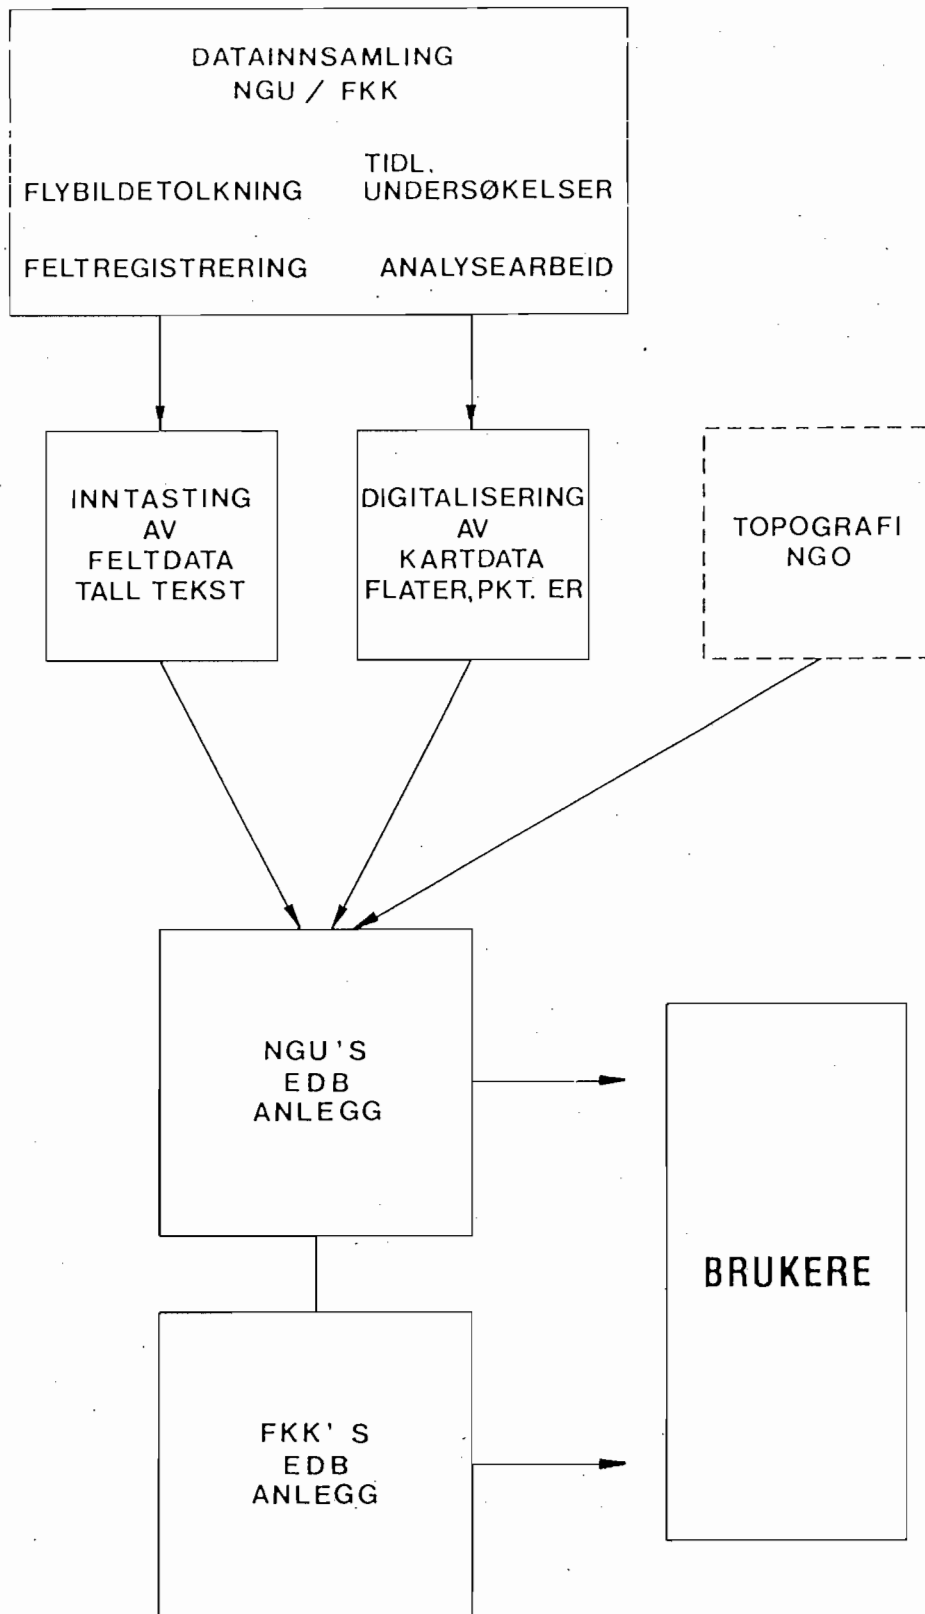 DATAINNSAMLING
NGU / FKK
FLYBILDETOLKNING
TIDL.
UNDERSØKELSER
FELTREGISTRERING
ANALYSEARBEID
INNTASTING
AV
FELTDATA
TALL TEKST
DIGITALISERING
AV
KARTDATA
FLATER, PKT. ER
TOPOGRAFI
NGO
NGU'S
EDB
ANLEGG
BRUKERE
FKK'S
EDB
ANLEGG